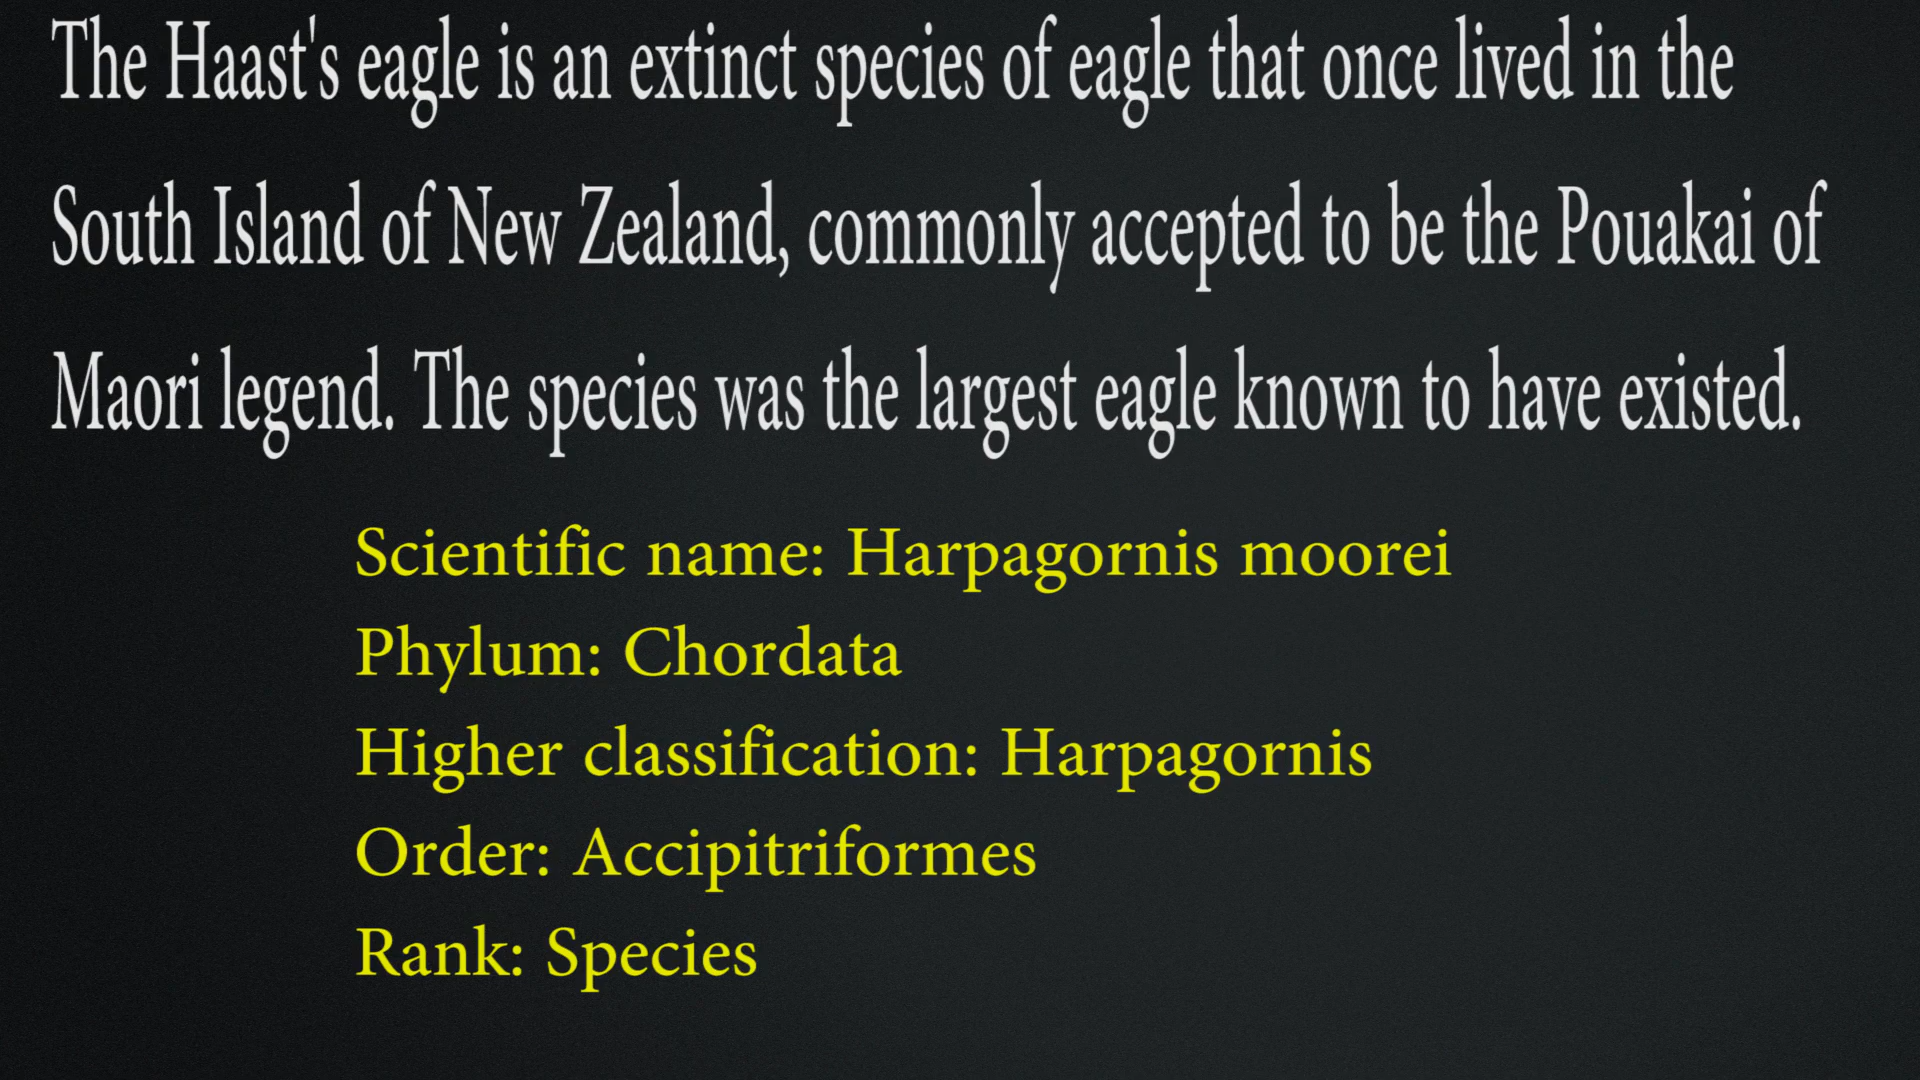 The Haast's eagle is an extinct species of eagle that once lived in the
South Island of New Zealand, commonly accepted to be the Pouakai of
Maori legend. The species was the largest eagle known to have existed.
Scientific name: Harpagornis moorei
Phylum: Chordata
Higher classification: Harpagornis
Order: Accipitriformes
Rank: Species